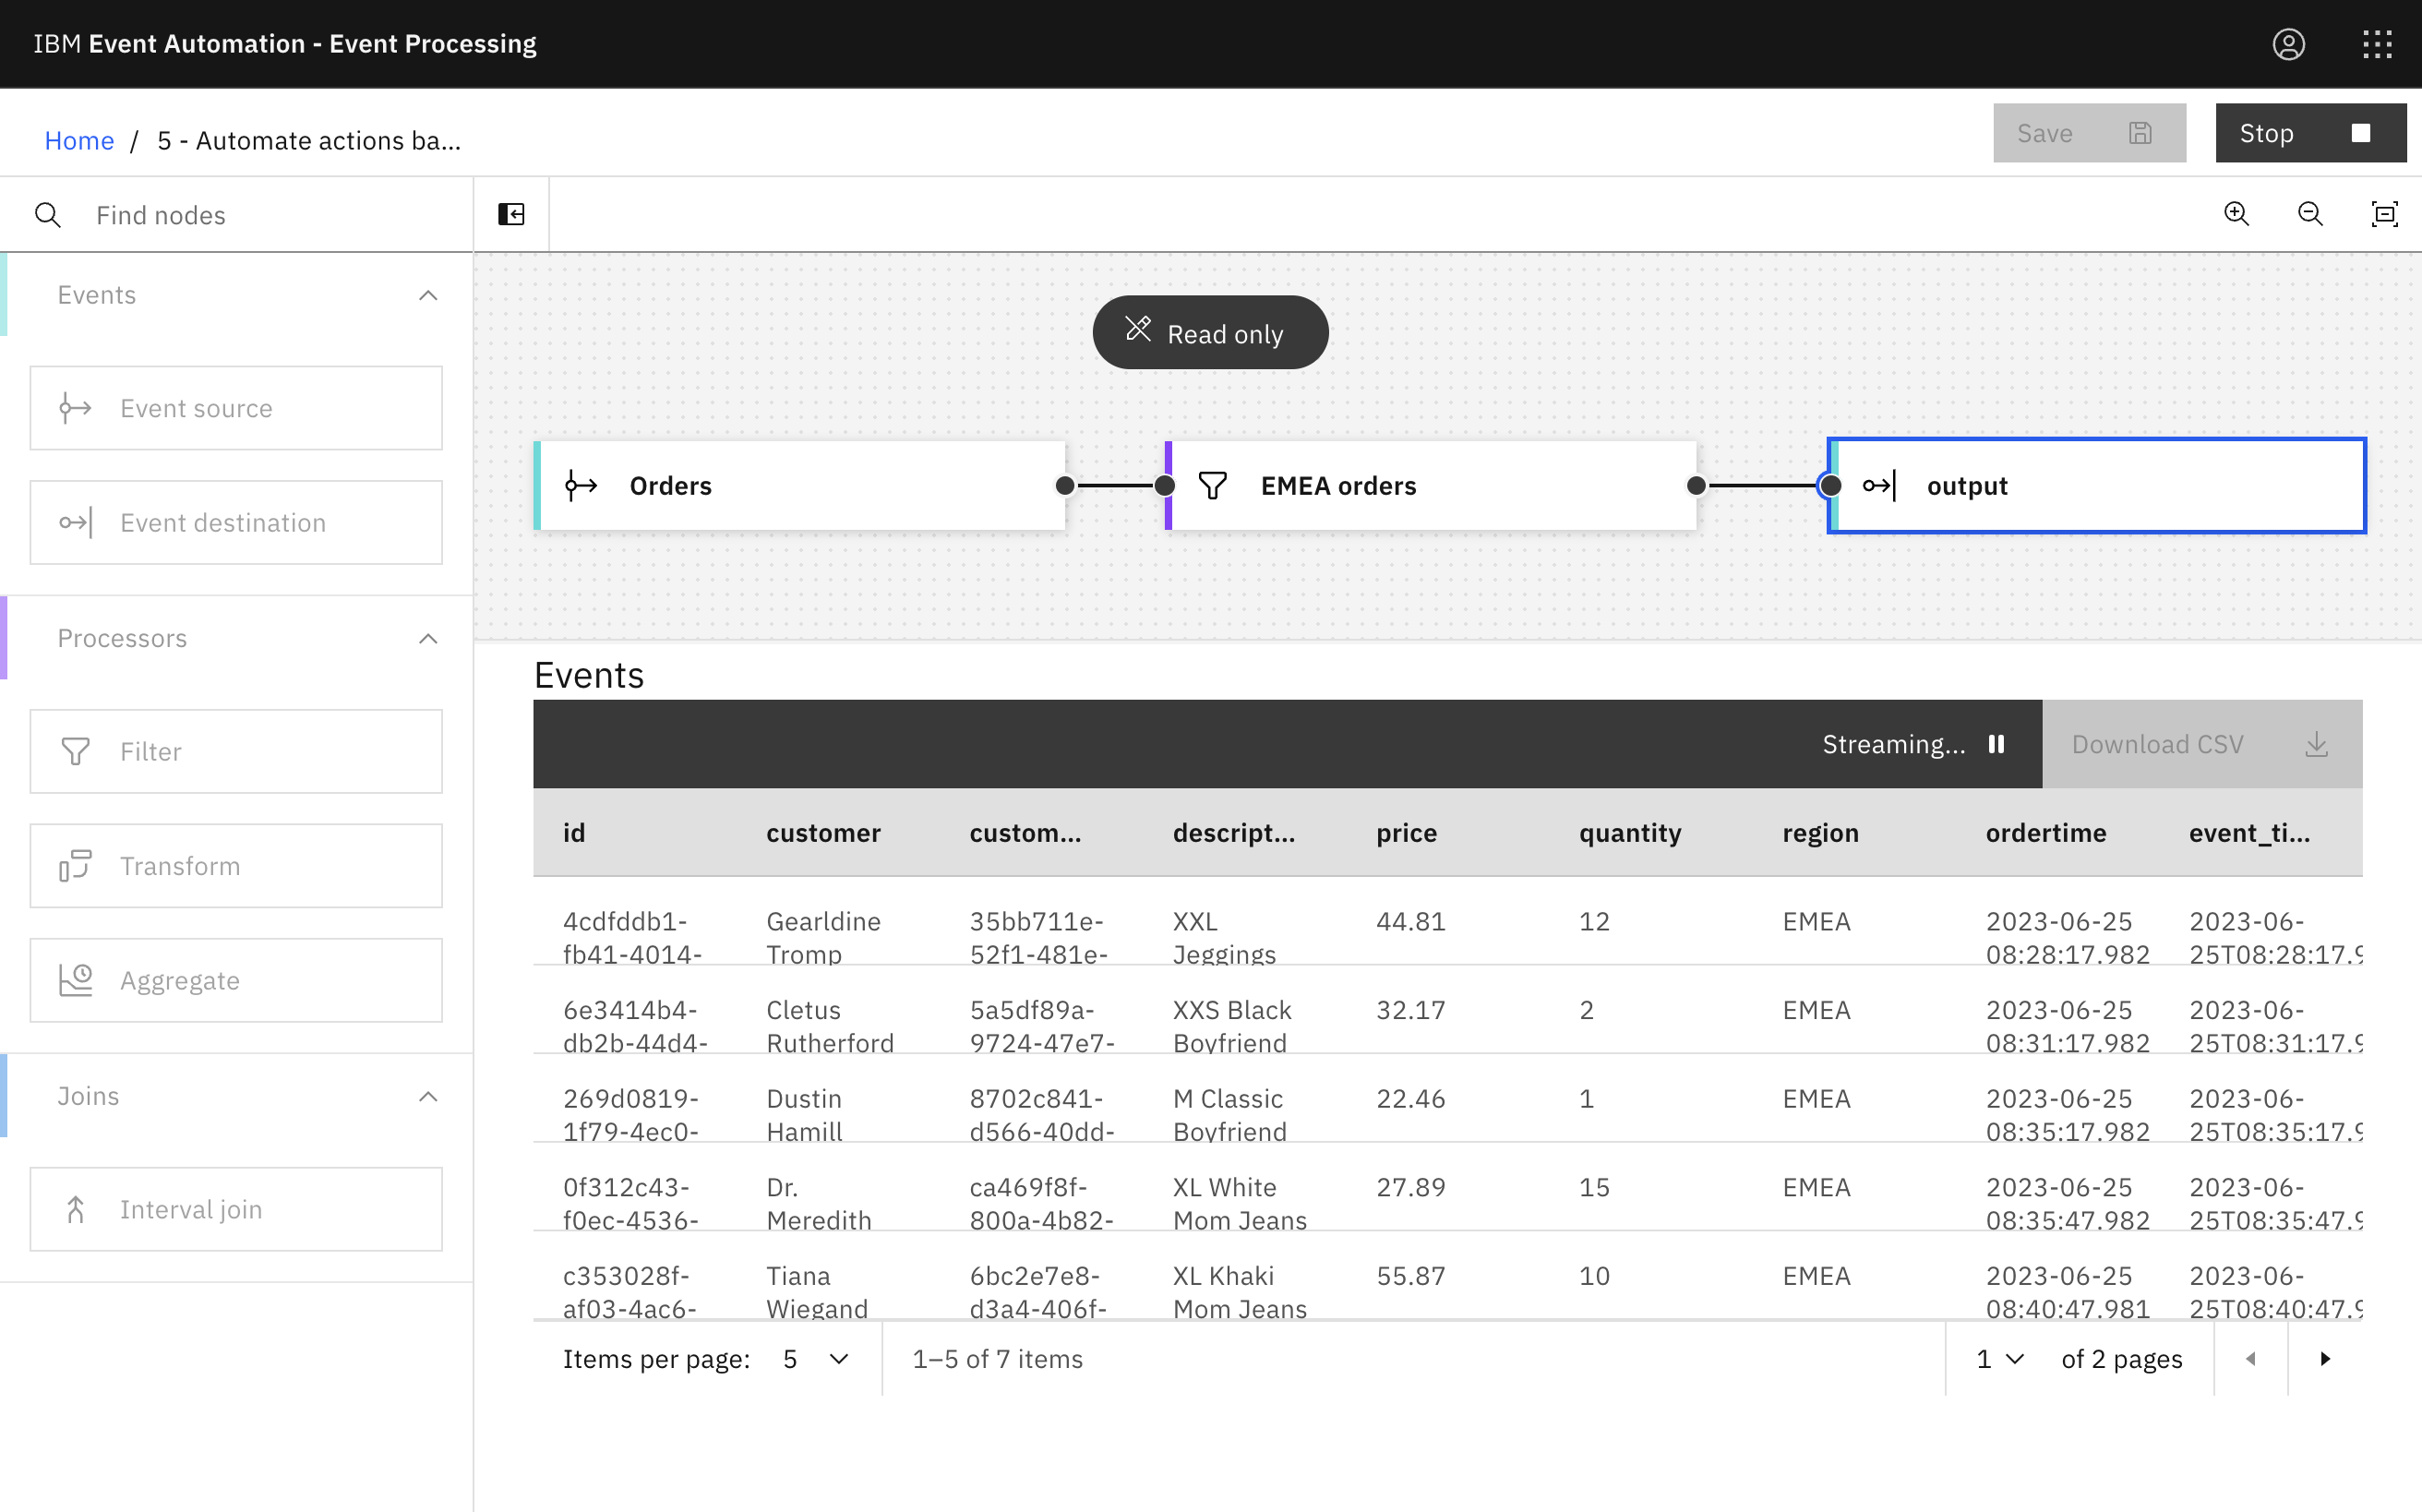 IBM Event Automation - Event Processing
Home / 5 - Automate actions ba...
Save
Stop
Find nodes
Events
Event source
Event destination
Processors
Filter
Transform
Aggregate
Joins
Interval join
Read only
Orders
EMEA orders
output
Events
Streaming...
Download CSV
id customer custom... descript... price quantity region ordertime event_ti...
4cdfddb1- Gearldine 35bb711e- XXL 44.81 12 EMEA 2023-06-25 2023-06-
fb41-4014- Tromp 52f1-481e- Jeggings 08:28:17.982 25T08:28:17.9
6e3414b4- Cletus 5a5df89a- XXS Black 32.17 2 EMEA 2023-06-25 2023-06-
db2b-44d4- Rutherford 9724-47e7- Boyfriend 08:31:17.982 25T08:31:17.9
269d0819- Dustin 8702c841- M Classic 22.46 1 EMEA 2023-06-25 2023-06-
1f79-4ec0- Hamill d566-40dd- Boyfriend 08:35:17.982 25T08:35:17.9
0f312c43- Dr. ca469f8f- XL White 27.89 15 EMEA 2023-06-25 2023-06-
f0ec-4536- Meredith 800a-4b82- Mom Jeans 08:35:47.982 25T08:35:47.9
c353028f- Tiana 6bc2e7e8- XL Khaki 55.87 10 EMEA 2023-06-25 2023-06-
af03-4ac6- Wiegand d3a4-406f- Mom Jeans 08:40:47.981 25T08:40:47.9
Items per page: 5 1–5 of 7 items 1 of 2 pages